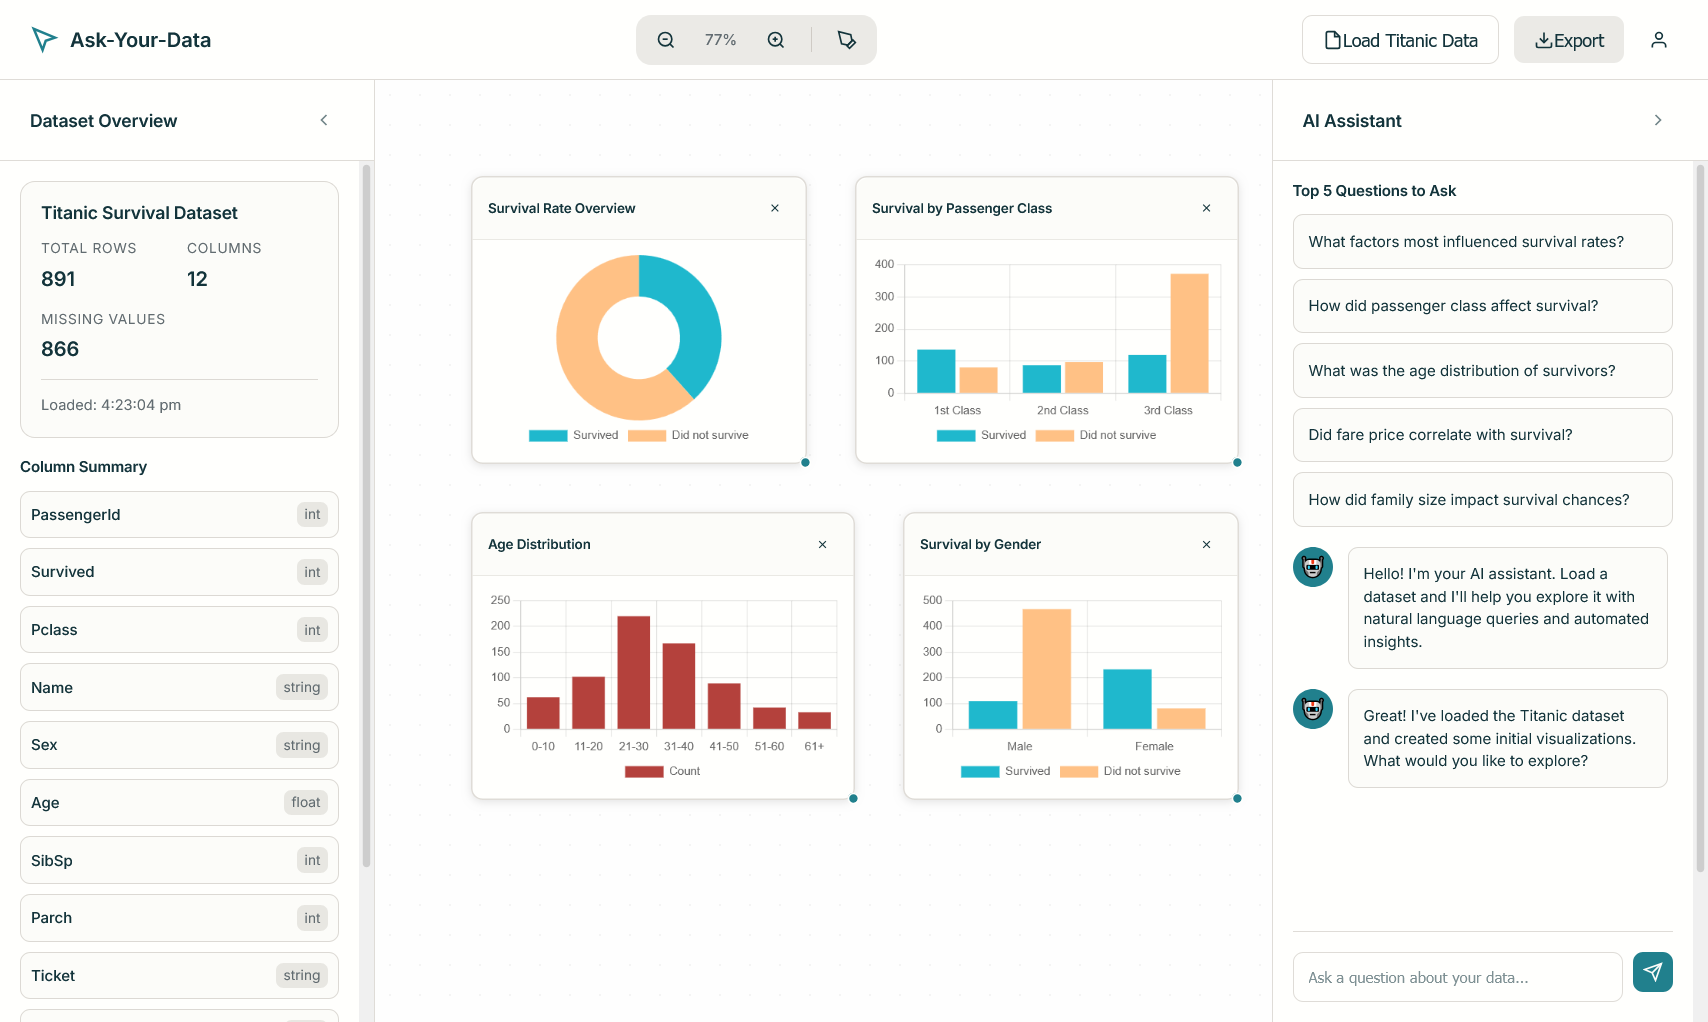 Ask-Your-Data
77%
Load Titanic Data
Export
Dataset Overview
Titanic Survival Dataset
TOTAL ROWS
COLUMNS
891
12
MISSING VALUES
866
Loaded: 4:23:04 pm
Column Summary
PassengerId
int
Survived
int
Pclass
int
Name
string
Sex
string
Age
float
SibSp
int
Parch
int
Ticket
string
Survival Rate Overview
Survived
Did not survive
Survival by Passenger Class
400
300
200
100
0
1st Class
2nd Class
3rd Class
Survived
Did not survive
Age Distribution
250
200
150
100
50
0
0-10
11-20
21-30
31-40
41-50
51-60
61+
Count
Survival by Gender
500
400
300
200
100
0
Male
Female
Survived
Did not survive
AI Assistant
Top 5 Questions to Ask
What factors most influenced survival rates?
How did passenger class affect survival?
What was the age distribution of survivors?
Did fare price correlate with survival?
How did family size impact survival chances?
Hello! I'm your AI assistant. Load a
dataset and I'll help you explore it with
natural language queries and automated
insights.
Great! I've loaded the Titanic dataset
and created some initial visualizations.
What would you like to explore?
Ask a question about your data...